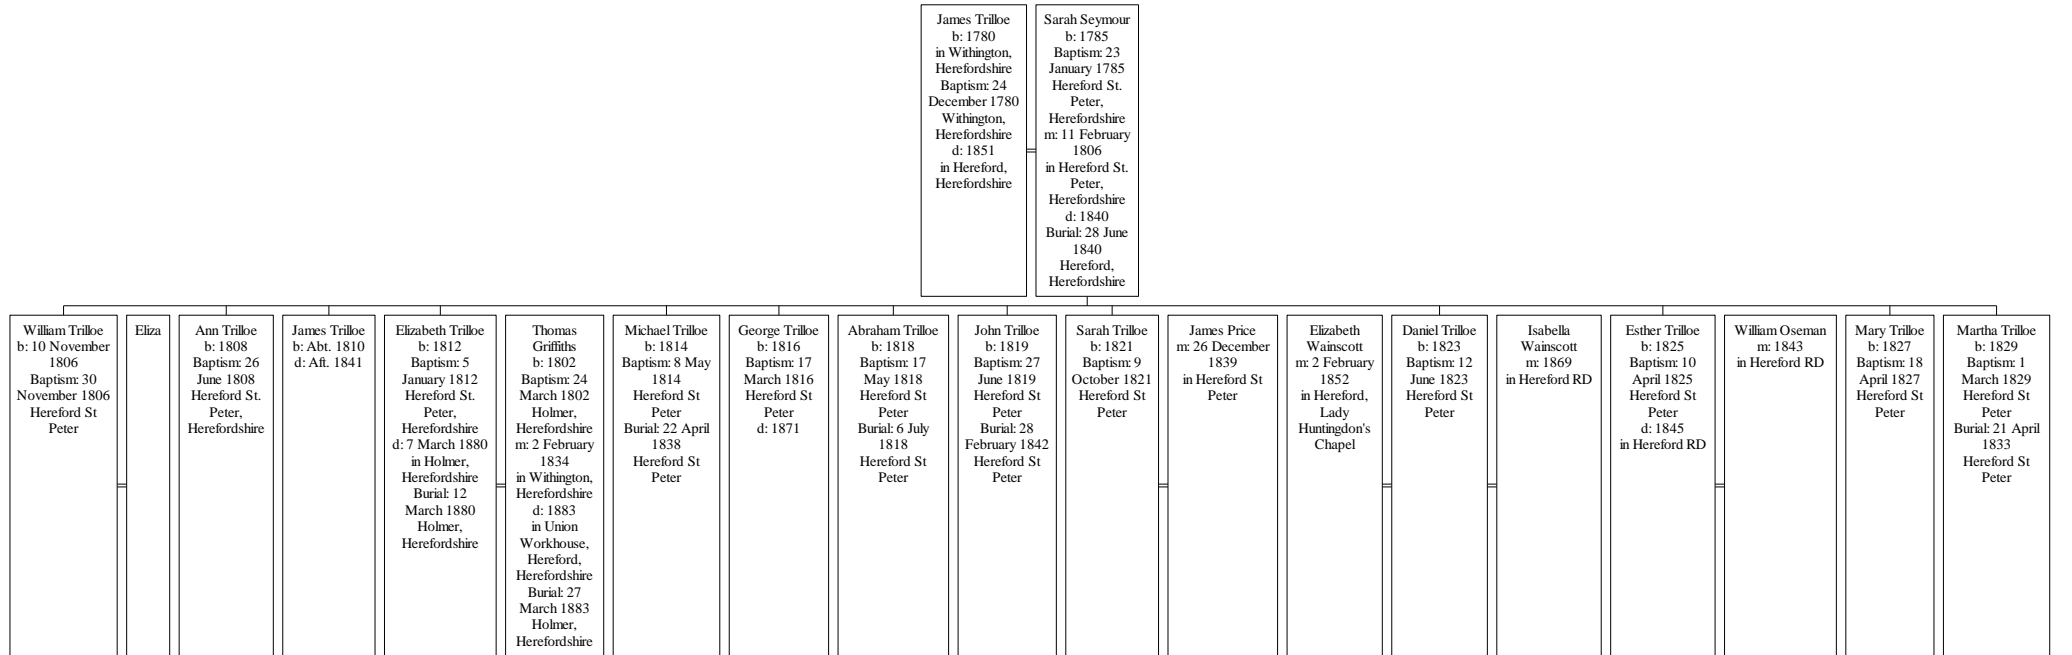 James Trilloe
b: 1780
in Withington,
Herefordshire
Baptism: 24
December 1780
Withington,
Herefordshire
d: 1851
in Hereford,
Herefordshire
Sarah Seymour
b: 1785
Baptism: 23
January 1785
Hereford St.
Peter,
Herefordshire
m: 11 February
1806
in Hereford St.
Peter,
Herefordshire
d: 1840
Burial: 28 June
1840
Hereford,
Herefordshire
William Trilloe
b: 10 November
1806
Baptism: 30
November 1806
Hereford St
Peter
Eliza
Ann Trilloe
b: 1808
Baptism: 26
June 1808
Hereford St.
Peter,
Herefordshire
James Trilloe
b: Abt. 1810
d: Aft. 1841
Elizabeth Trilloe
b: 1812
Baptism: 5
January 1812
Hereford St.
Peter,
Herefordshire
d: 7 March 1880
in Holmer,
Herefordshire
Burial: 12
March 1880
Holmer,
Herefordshire
Thomas
Griffiths
b: 1802
Baptism: 24
March 1802
Holmer,
Herefordshire
m: 2 February
1834
in Withington,
Herefordshire
d: 1883
in Union
Workhouse,
Hereford,
Herefordshire
Burial: 27
March 1883
Holmer,
Herefordshire
Michael Trilloe
b: 1814
Baptism: 8 May
1814
Hereford St
Peter
Burial: 22 April
1838
Hereford St
Peter
George Trilloe
b: 1816
Baptism: 17
March 1816
Hereford St
Peter
d: 1871
Abraham Trilloe
b: 1818
Baptism: 17
May 1818
Hereford St
Peter
Burial: 6 July
1818
Hereford St
Peter
John Trilloe
b: 1819
Baptism: 27
June 1819
Hereford St
Peter
Burial: 28
February 1842
Hereford St
Peter
Sarah Trilloe
b: 1821
Baptism: 9
October 1821
Hereford St
Peter
James Price
m: 26 December
1839
in Hereford St
Peter
Elizabeth
Wainscott
m: 2 February
1852
in Hereford,
Lady
Huntingdon's
Chapel
Daniel Trilloe
b: 1823
Baptism: 12
June 1823
Hereford St
Peter
Isabella
Wainscott
m: 1869
in Hereford RD
Esther Trilloe
b: 1825
Baptism: 10
April 1825
Hereford St
Peter
d: 1845
in Hereford RD
William Oseman
m: 1843
in Hereford RD
Mary Trilloe
b: 1827
Baptism: 18
April 1827
Hereford St
Peter
Martha Trilloe
b: 1829
Baptism: 1
March 1829
Hereford St
Peter
Burial: 21 April
1833
Hereford St
Peter